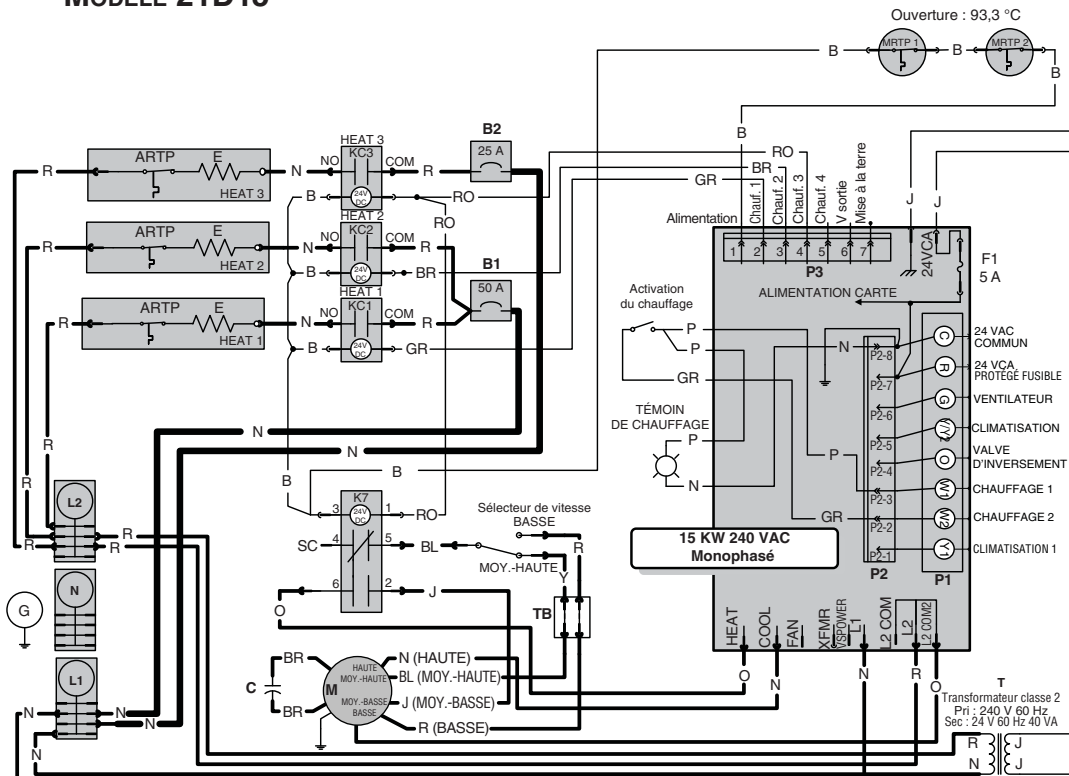 MODÈLE 21D15
Ouverture : 93,3 °C
MRTP 1
B
MRTP 2
B
B
B
HEAT 3
B2
ARTP
E
R
N
NO
KC3
COM
R
25 A
HEAT 3
B
24V
DC
RO
RO
RO
BR
GR
HEAT 2
ARTP
E
R
N
NO
KC2
COM
R
HEAT 2
B
24V
DC
BR
B1
50 A
HEAT 1
ARTP
E
R
N
NO
KC1
COM
R
HEAT 1
B
24V
DC
GR
Alimentation
Chauf. 1
Chauf. 2
Chauf. 3
Chauf. 4
V sortie
Mise à la terre
1
2
3
4
5
6
7
P3
J
J
24VCA
F1
5 A
ALIMENTATION CARTE
Activation
du chauffage
P
P
GR
N
TÉMOIN
DE CHAUFFAGE
P
N
P
GR
P2-8
P2-7
P2-6
P2-5
P2-4
P2-3
P2-2
P2-1
P2
C
R
G
Y/Y2
O
W1
W2
Y1
P1
24 VAC
COMMUN
24 VCA
PROTÉGÉ FUSIBLE
VENTILATEUR
CLIMATISATION
VALVE
D'INVERSEMENT
CHAUFFAGE 1
CHAUFFAGE 2
CLIMATISATION 1
15 KW 240 VAC
Monophasé
N
N
R
R
R
L2
R
R
B
B
K7
3
24V
DC
1
RO
SC
4
5
BL
6
2
J
O
Sélecteur de vitesse
BASSE
MOY.-HAUTE
R
Y
TB
G
N
L1
N
N
N
N
BR
C
BR
M
HAUTE
MOY.-HAUTE
MOY.-BASSE
BASSE
N (HAUTE)
BL (MOY.-HAUTE)
J (MOY.-BASSE)
R (BASSE)
HEAT
COOL
FAN
XFMR
VSPOWER
L1
L2 COM
L2
L2 COM2
O
N
N
R
O
T
Transformateur classe 2
Pri : 240 V 60 Hz
Sec : 24 V 60 Hz 40 VA
R
J
N
J